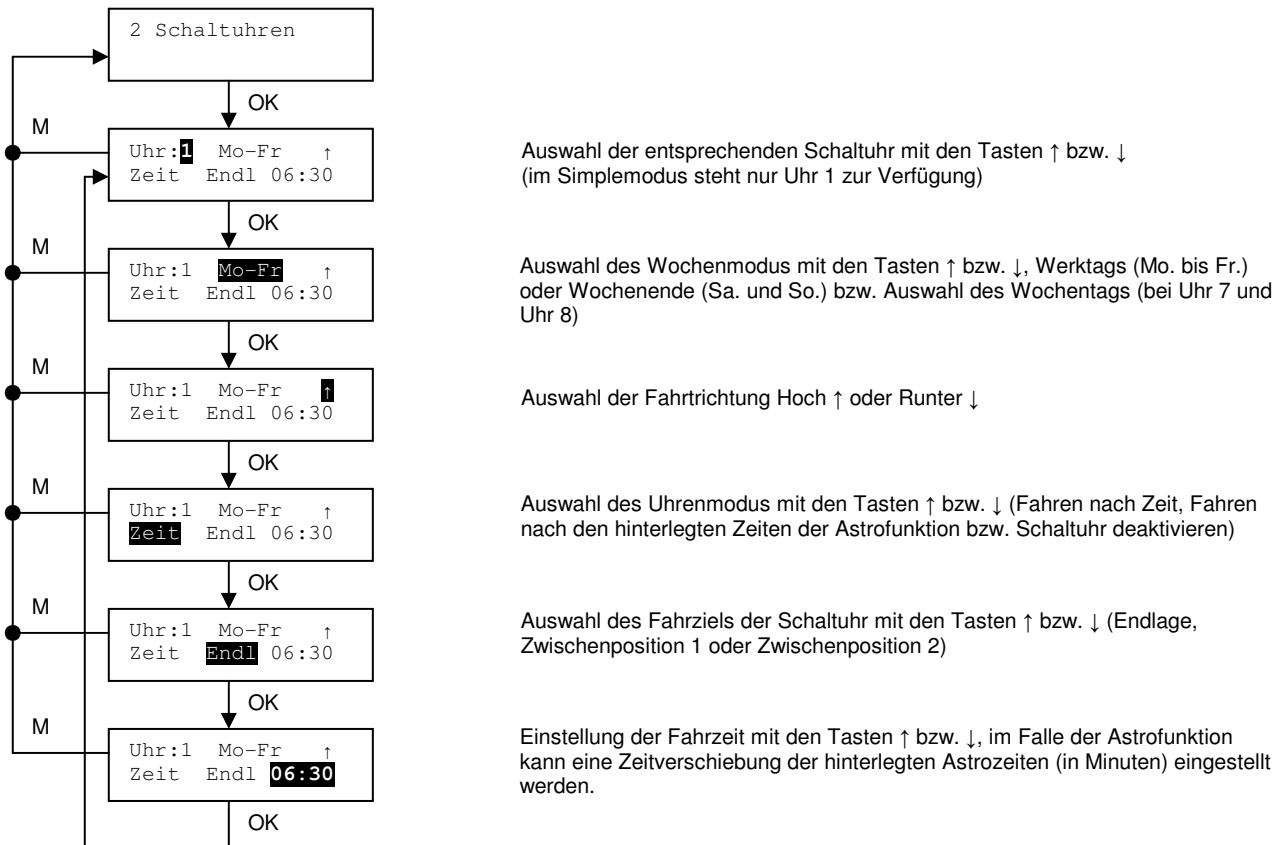 2 Schaltuhren
OK
M
Uhr:1 Mo-Fr ↑
Zeit Endl 06:30
Auswahl der entsprechenden Schaltuhr mit den Tasten ↑ bzw. ↓
(im Simplemodus steht nur Uhr 1 zur Verfügung)
OK
M
Uhr:1 Mo-Fr ↑
Zeit Endl 06:30
Auswahl des Wochenmodus mit den Tasten ↑ bzw. ↓, Werktags (Mo. bis Fr.)
oder Wochenende (Sa. und So.) bzw. Auswahl des Wochentags (bei Uhr 7 und
Uhr 8)
OK
M
Uhr:1 Mo-Fr ↑
Zeit Endl 06:30
Auswahl der Fahrtrichtung Hoch ↑ oder Runter ↓
OK
M
Uhr:1 Mo-Fr ↑
Zeit Endl 06:30
Auswahl des Uhrenmodus mit den Tasten ↑ bzw. ↓ (Fahren nach Zeit, Fahren
nach den hinterlegten Zeiten der Astrofunktion bzw. Schaltuhr deaktivieren)
OK
M
Uhr:1 Mo-Fr ↑
Zeit Endl 06:30
Auswahl des Fahrziels der Schaltuhr mit den Tasten ↑ bzw. ↓ (Endlage,
Zwischenposition 1 oder Zwischenposition 2)
OK
M
Uhr:1 Mo-Fr ↑
Zeit Endl 06:30
Einstellung der Fahrzeit mit den Tasten ↑ bzw. ↓, im Falle der Astrofunktion
kann eine Zeitverschiebung der hinterlegten Astrozeiten (in Minuten) eingestellt
werden.
OK